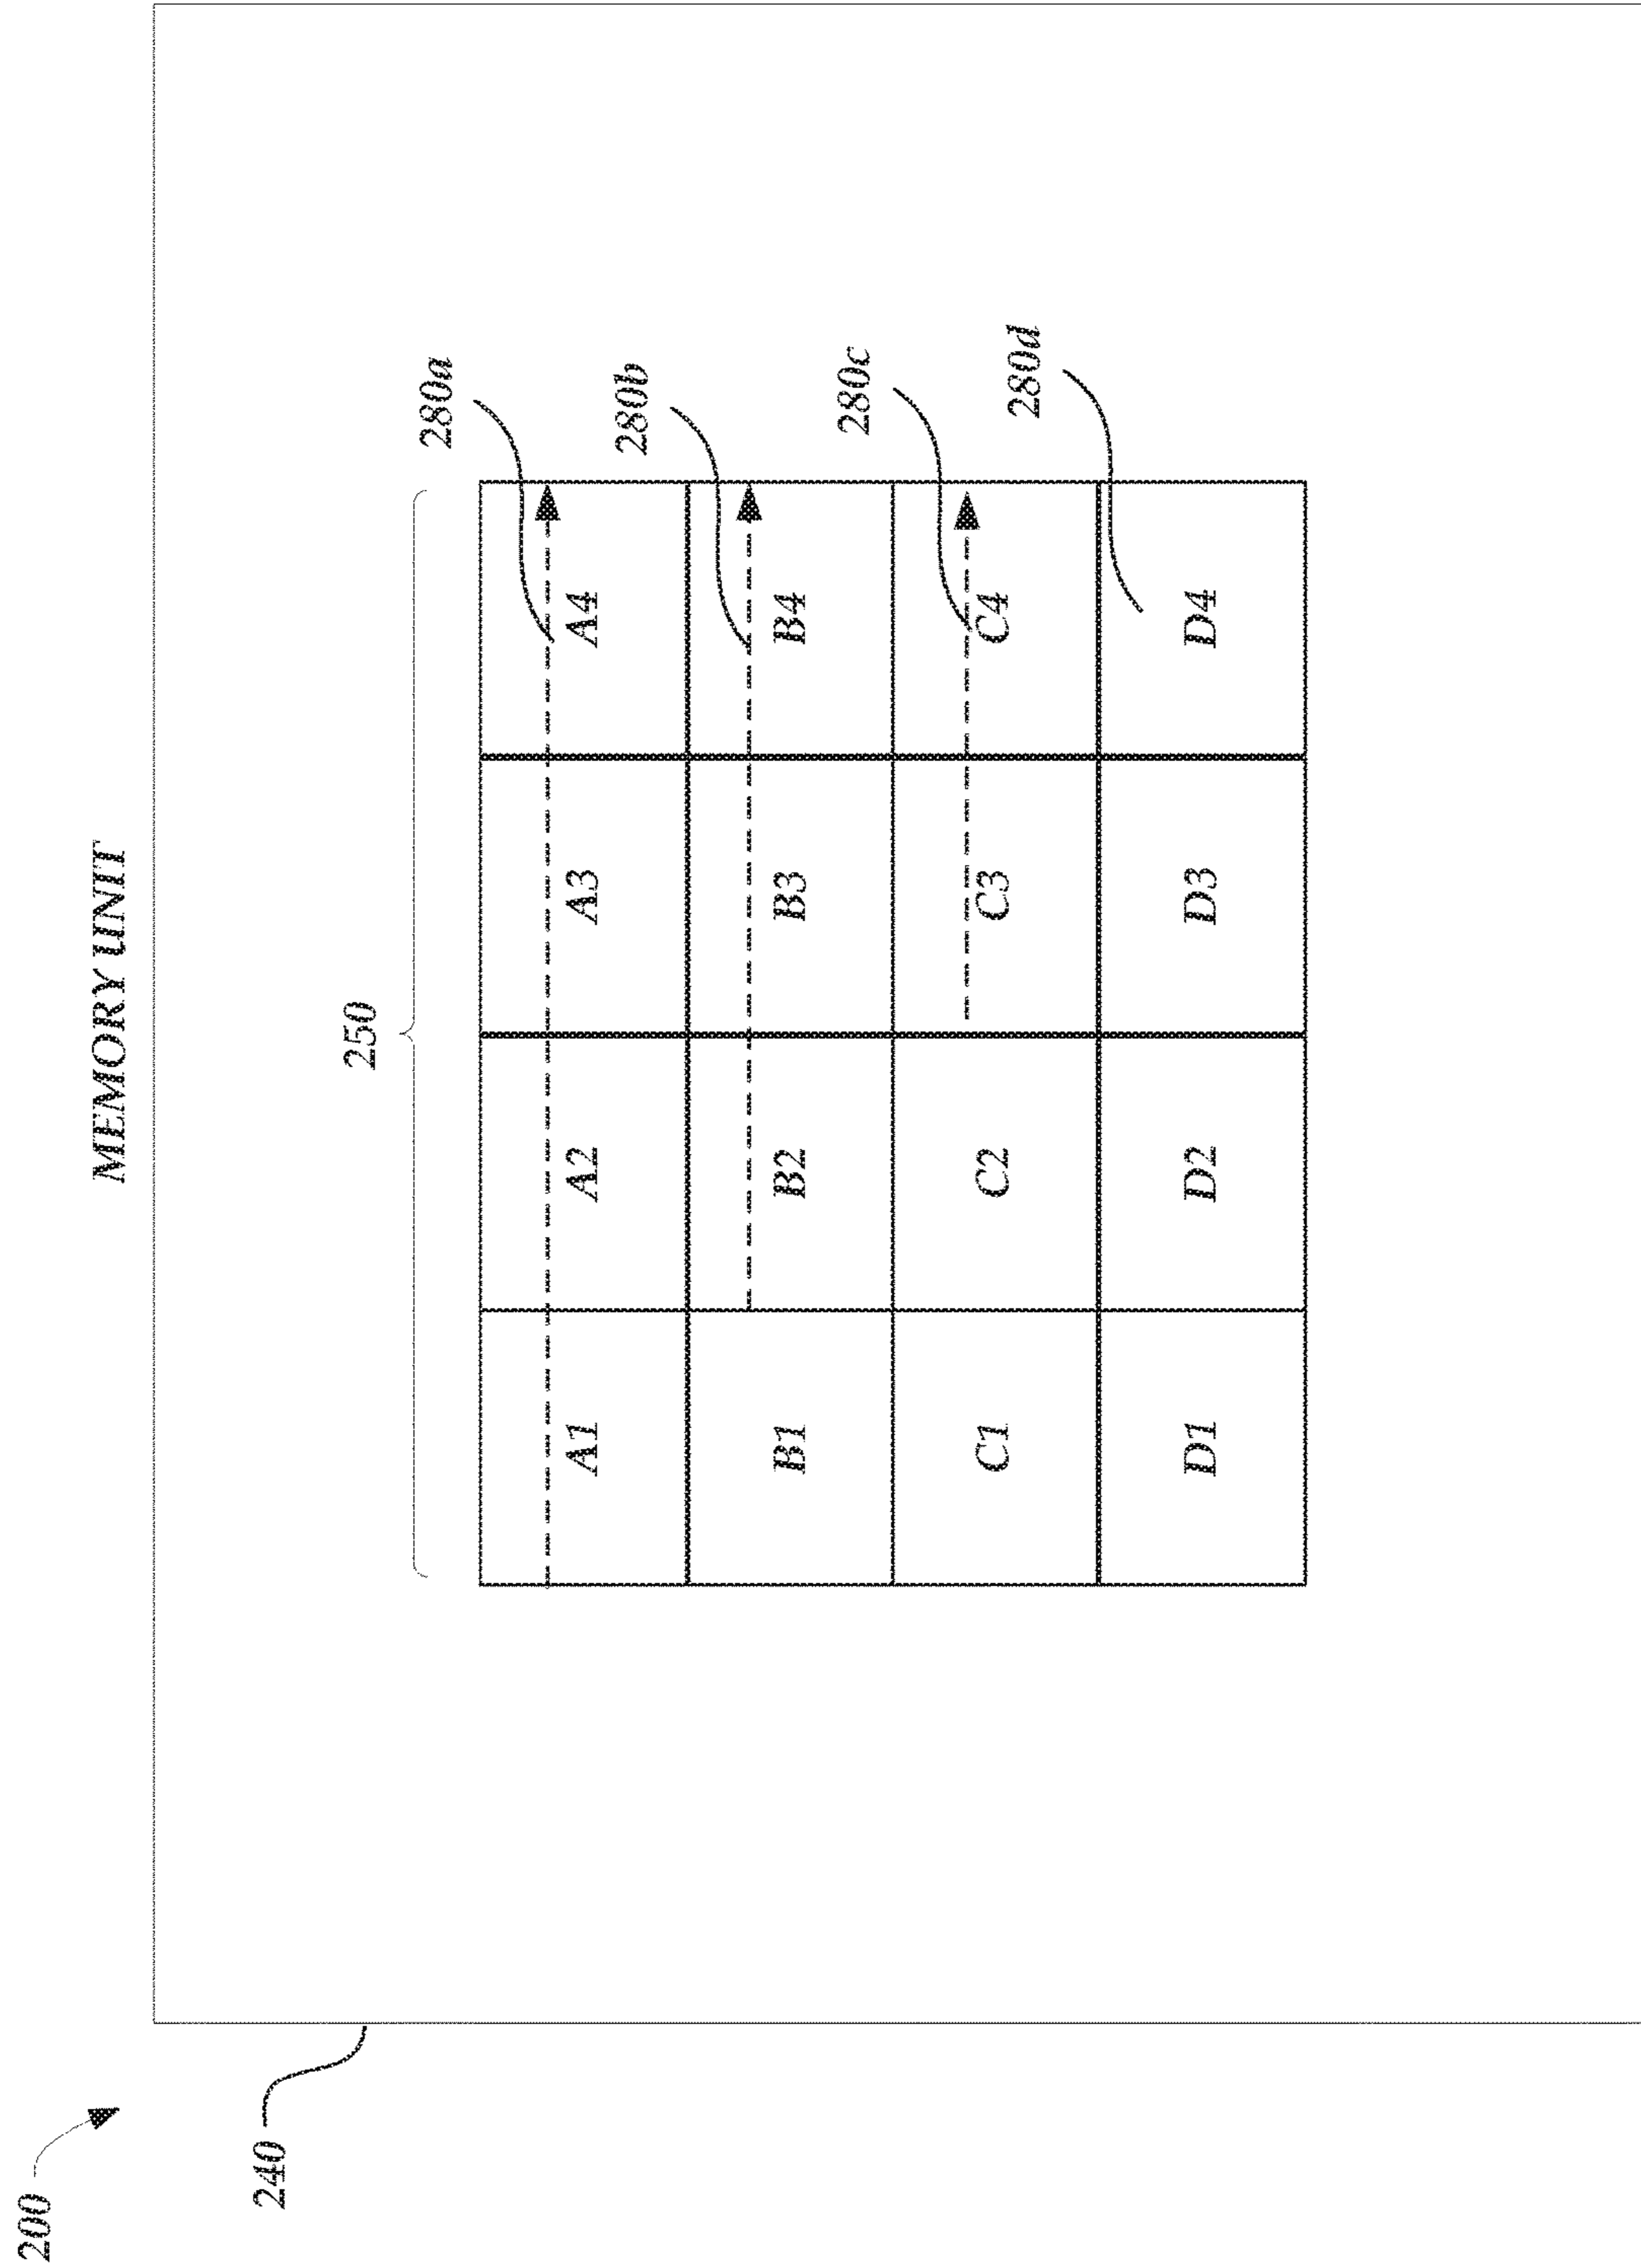 200
MEMORY UNIT
240
250
280a
A1 A2 A3 A4
280b
B1 B2 B3 B4
280c
C1 C2 C3 C4
280d
D1 D2 D3 D4